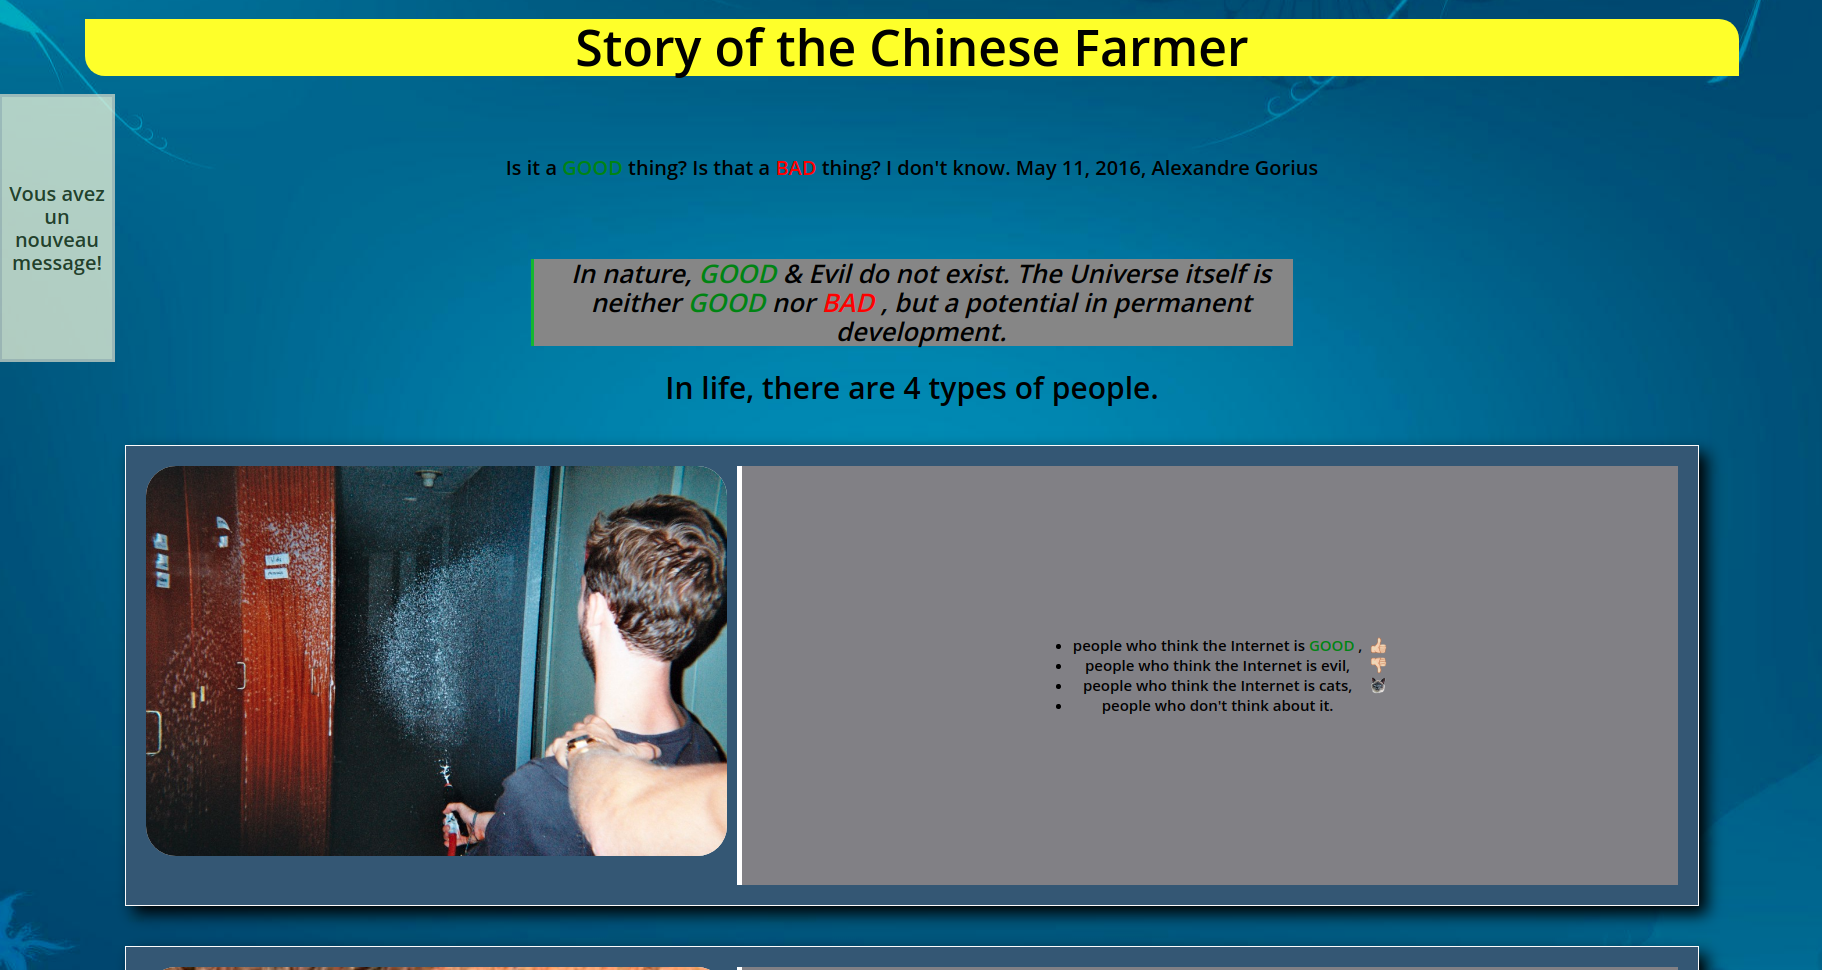 Story of the Chinese Farmer
Vous avez
un
nouveau
message!
Is it a GOOD thing? Is that a BAD thing? I don't know. May 11, 2016, Alexandre Gorius
In nature, GOOD & Evil do not exist. The Universe itself is
neither GOOD nor BAD , but a potential in permanent
development.
In life, there are 4 types of people.
people who think the Internet is GOOD , 👍🏻
people who think the Internet is evil, 👎🏻
people who think the Internet is cats,
people who don't think about it.